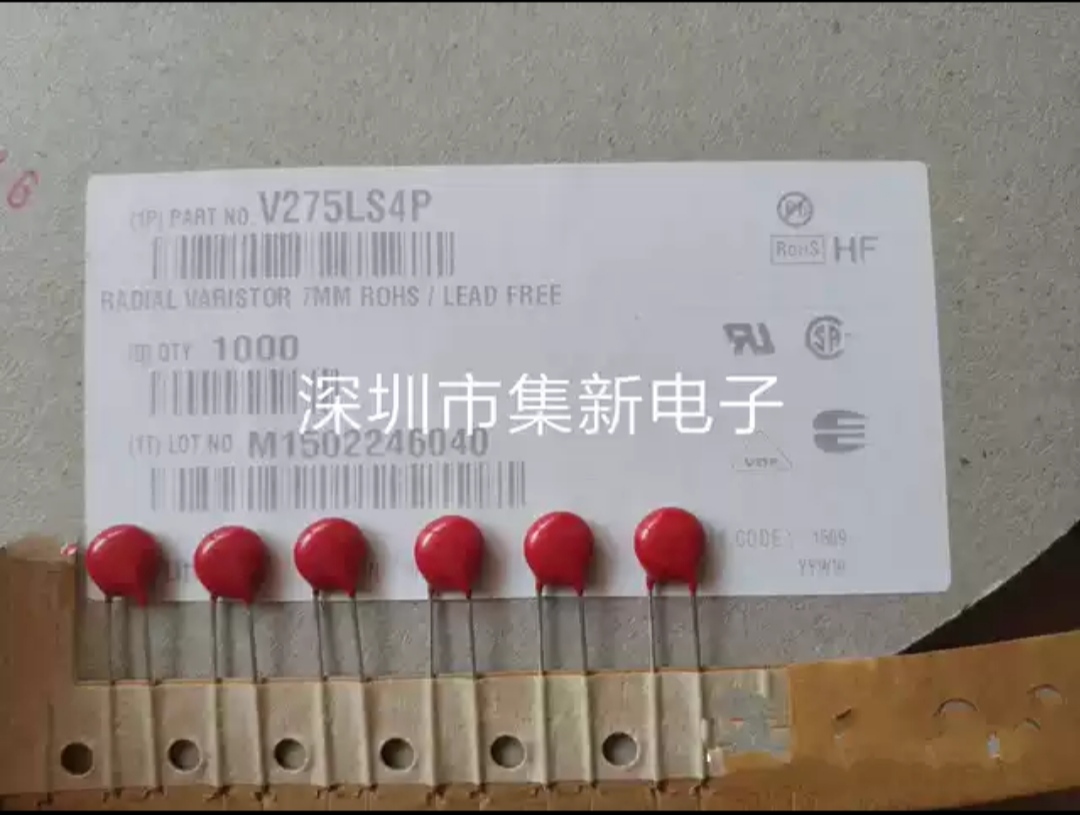 (1P) PART NO. V275LS4P
RoHS HF
RADIAL VARISTOR 7MM ROHS / LEAD FREE
QTY 1000
深圳市集新电子
(1T) LOT NO M1502246040
VDE
CODE: 1509
YYWW